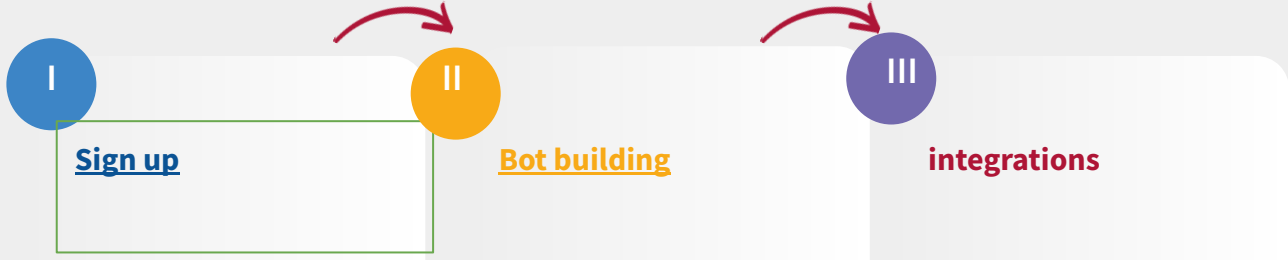 I
II
III
Sign up
Bot building
integrations